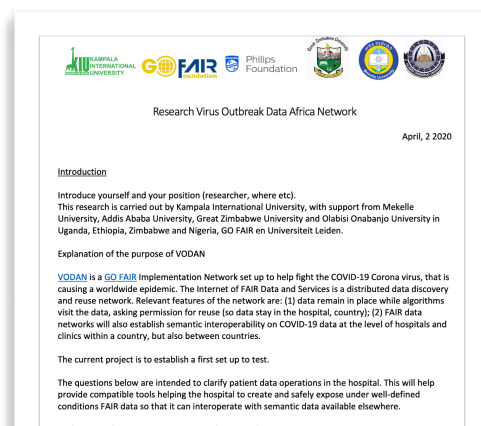 KAMPALA
INTERNATIONAL
UNIVERSITY
GO FAIR
foundation
Philips
Foundation
Research Virus Outbreak Data Africa Network
April, 2 2020
Introduction
Introduce yourself and your position (researcher, where etc).
This research is carried out by Kampala International University, with support from Mekelle
University, Addis Ababa University, Great Zimbabwe University and Olabisi Onabanjo University in
Uganda, Ethiopia, Zimbabwe and Nigeria, GO FAIR en Universiteit Leiden.
Explanation of the purpose of VODAN
VODAN is a GO FAIR Implementation Network set up to help fight the COVID-19 Corona virus, that is
causing a worldwide epidemic. The Internet of FAIR Data and Services is a distributed data discovery
and reuse network. Relevant features of the network are: (1) data remain in place while algorithms
visit the data, asking permission for reuse (so data stay in the hospital, country); (2) FAIR data
networks will also establish semantic interoperability on COVID-19 data at the level of hospitals and
clinics within a country, but also between countries.
The current project is to establish a first set up to test.
The questions below are intended to clarify patient data operations in the hospital. This will help
provide compatible tools helping the hospital to create and safely expose under well-defined
conditions FAIR data so that it can interoperate with semantic data available elsewhere.